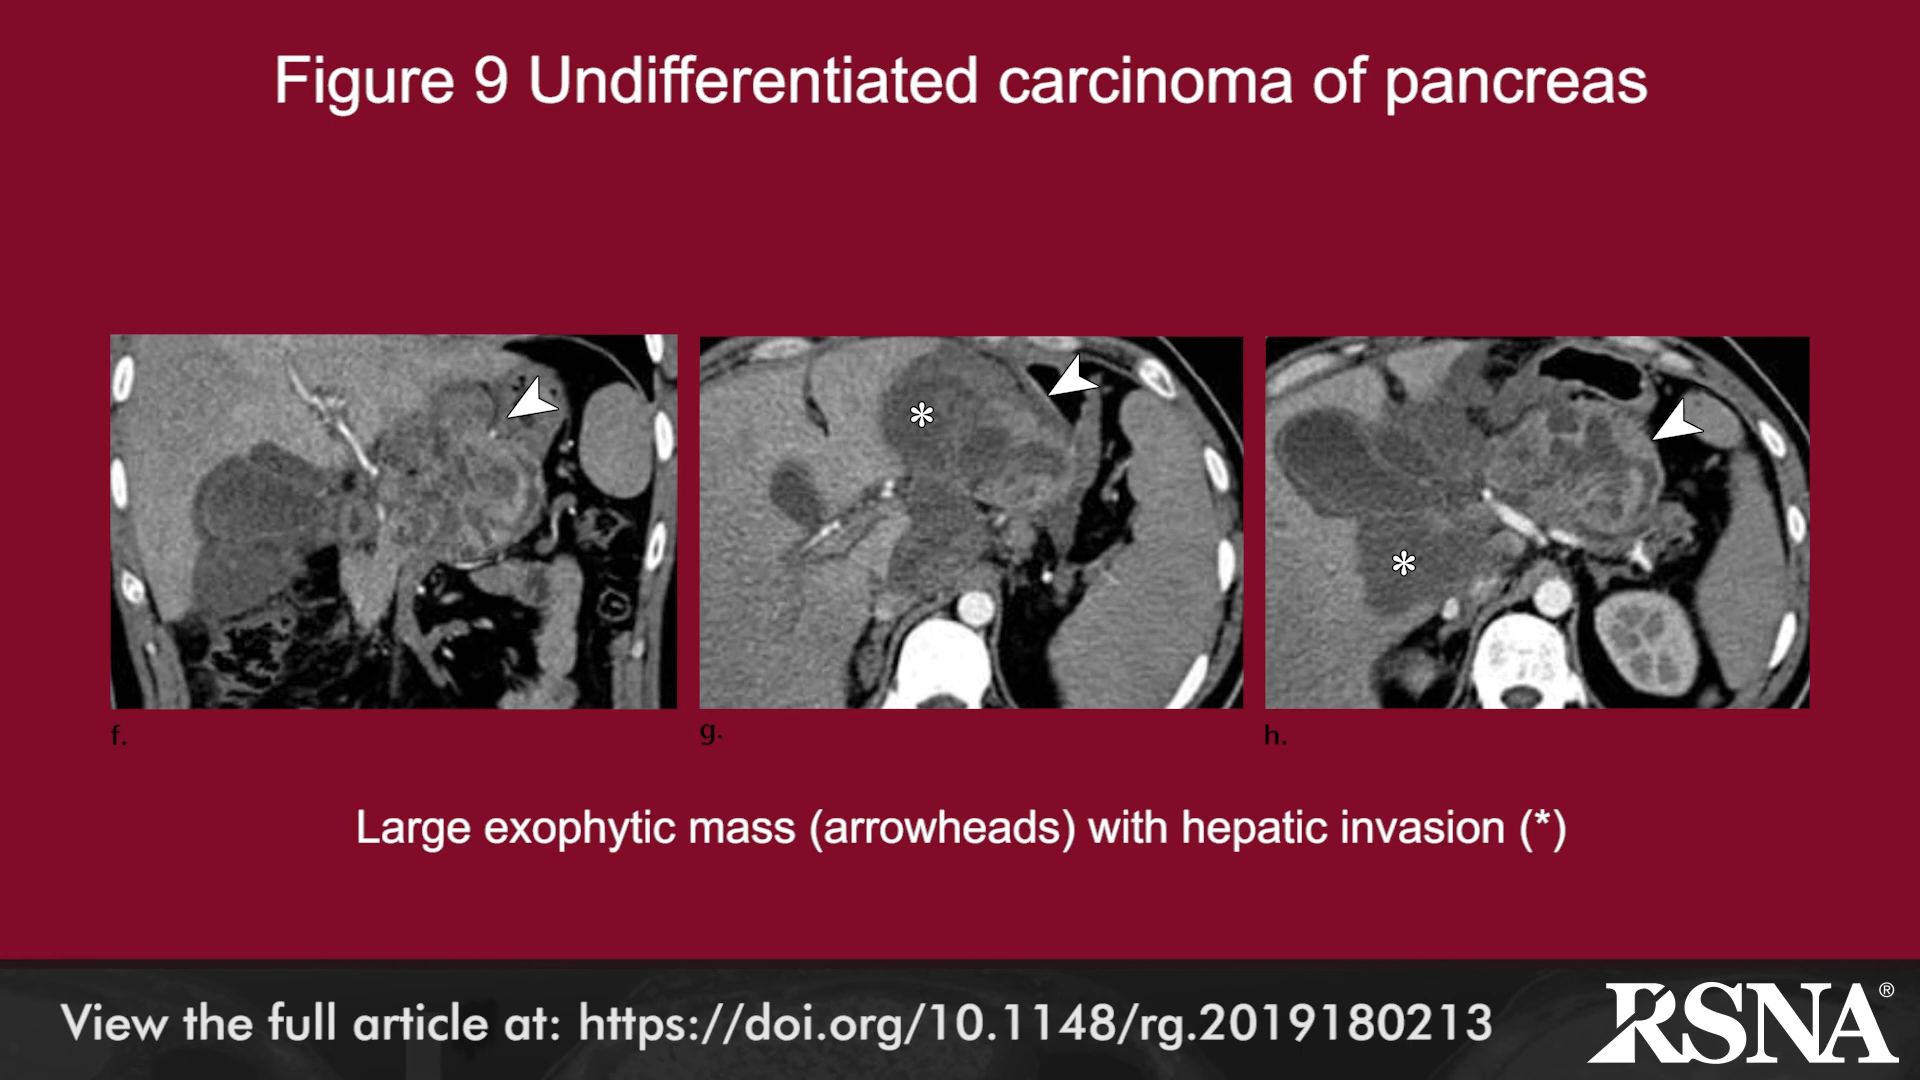 Figure 9 Undifferentiated carcinoma of pancreas
*
*
f.
g.
h.
Large exophytic mass (arrowheads) with hepatic invasion (*)
View the full article at: https://doi.org/10.1148/rg.2019180213
RSNA®